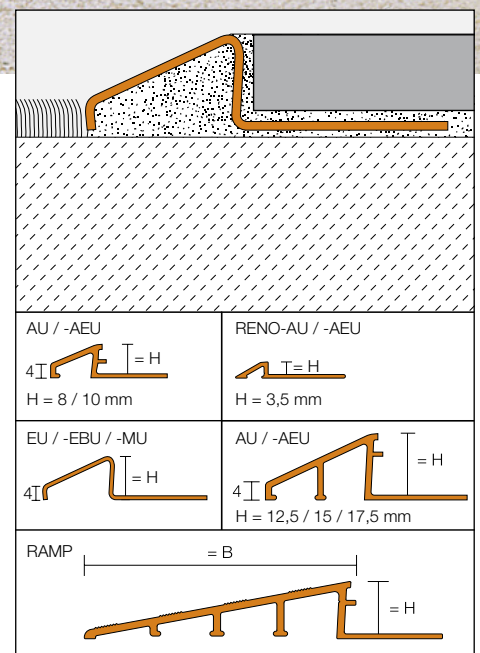 AU / -AEU
4
= H
H = 8 / 10 mm
RENO-AU / -AEU
= H
H = 3,5 mm
EU / -EBU / -MU
4
= H
AU / -AEU
4
= H
H = 12,5 / 15 / 17,5 mm
RAMP
= B
= H